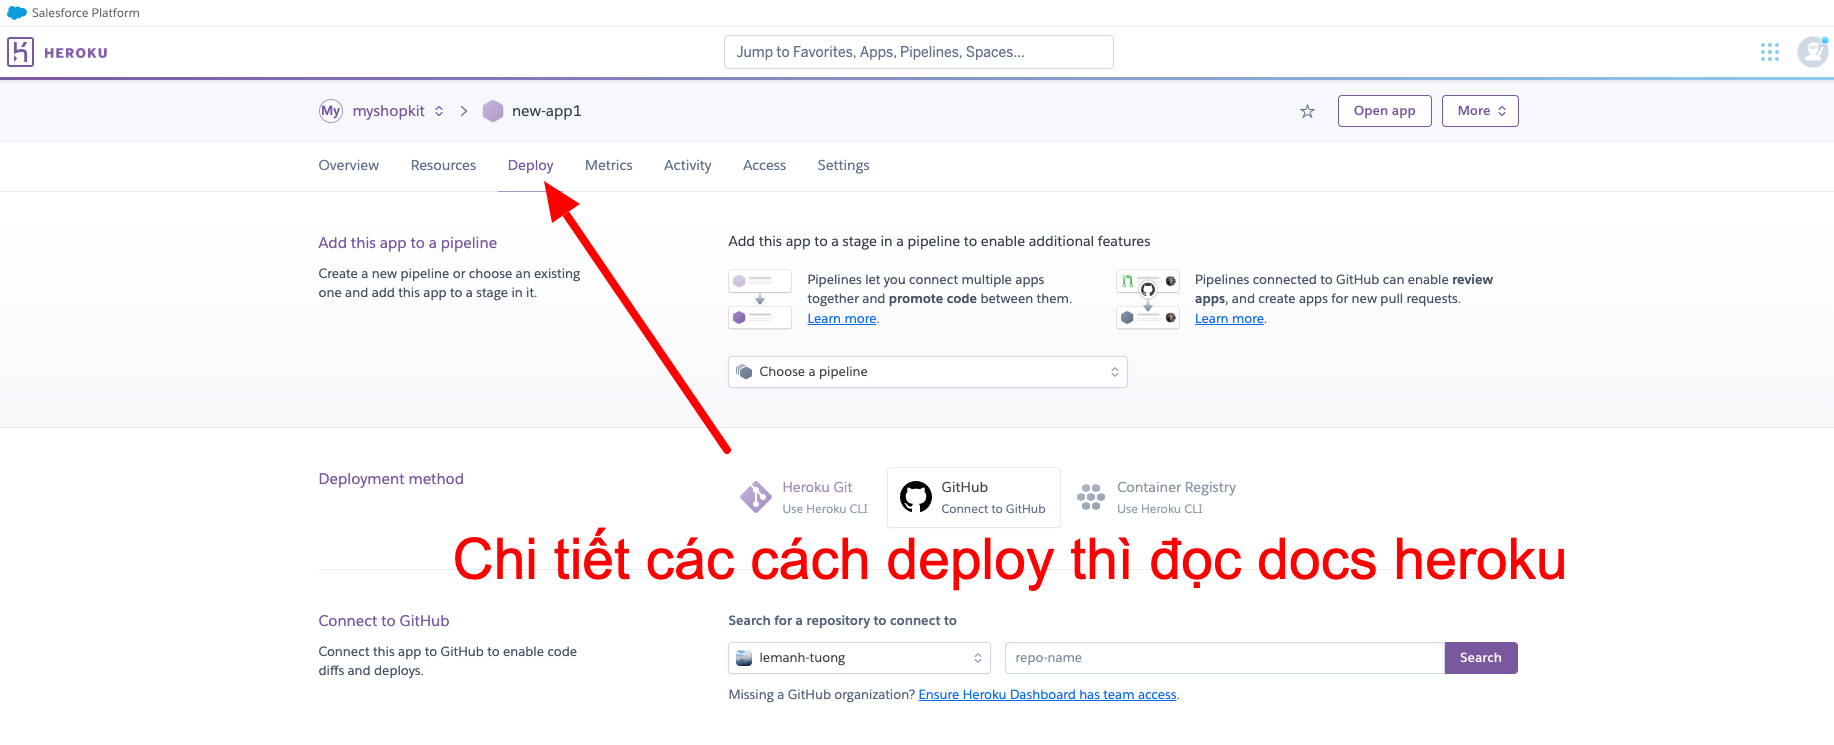 Salesforce Platform
HEROKU
Jump to Favorites, Apps, Pipelines, Spaces...
My myshopkit new-app1
Open app
More
Overview Resources Deploy Metrics Activity Access Settings
Add this app to a pipeline
Create a new pipeline or choose an existing
one and add this app to a stage in it.
Add this app to a stage in a pipeline to enable additional features
Pipelines let you connect multiple apps
together and promote code between them.
Learn more.
Pipelines connected to GitHub can enable review
apps, and create apps for new pull requests.
Learn more.
Choose a pipeline
Deployment method
Heroku Git
Use Heroku CLI
GitHub
Connect to GitHub
Container Registry
Use Heroku CLI
Chi tiết các cách deploy thì đọc docs heroku
Connect to GitHub
Connect this app to GitHub to enable code
diffs and deploys.
Search for a repository to connect to
lemanh-tuong
repo-name
Search
Missing a GitHub organization? Ensure Heroku Dashboard has team access.